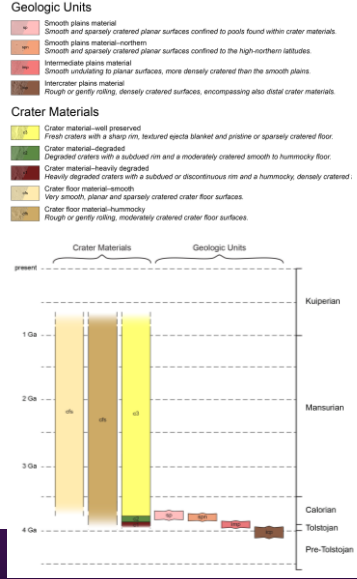 Geologic Units
Smooth plains material
Smooth and sparsely cratered planar surfaces confined to pools found within crater materials.
Smooth plains material–northern
Smooth and sparsely cratered planar surfaces confined to the high-northern latitudes.
Intermediate plains material
Smooth undulating to planar surfaces, more densely cratered than the smooth plains.
Intercrater plains material
Rough or gently rolling, densely cratered surfaces, encompassing also distal crater materials.
Crater Materials
c3
Crater material–well preserved
Fresh craters with a sharp rim, textured ejecta blanket and pristine or sparsely cratered floor.
Crater material–degraded
Degraded craters with a subdued rim and a moderately cratered smooth to hummocky floor.
Crater material–heavily degraded
Heavily degraded craters with a subdued or discontinuous rim and a hummocky, densely cratered
Crater floor material–smooth
Very smooth, planar and sparsely cratered crater floor surfaces.
Crater floor material–hummocky
Rough or gently rolling, moderately cratered crater floor surfaces.
Crater Materials Geologic Units
present
Kuiperian
1 Ga
Mansurian
2 Ga
cfs
c3
3 Ga
Calorian
Tolstojan
4 Ga
Pre-Tolstojan